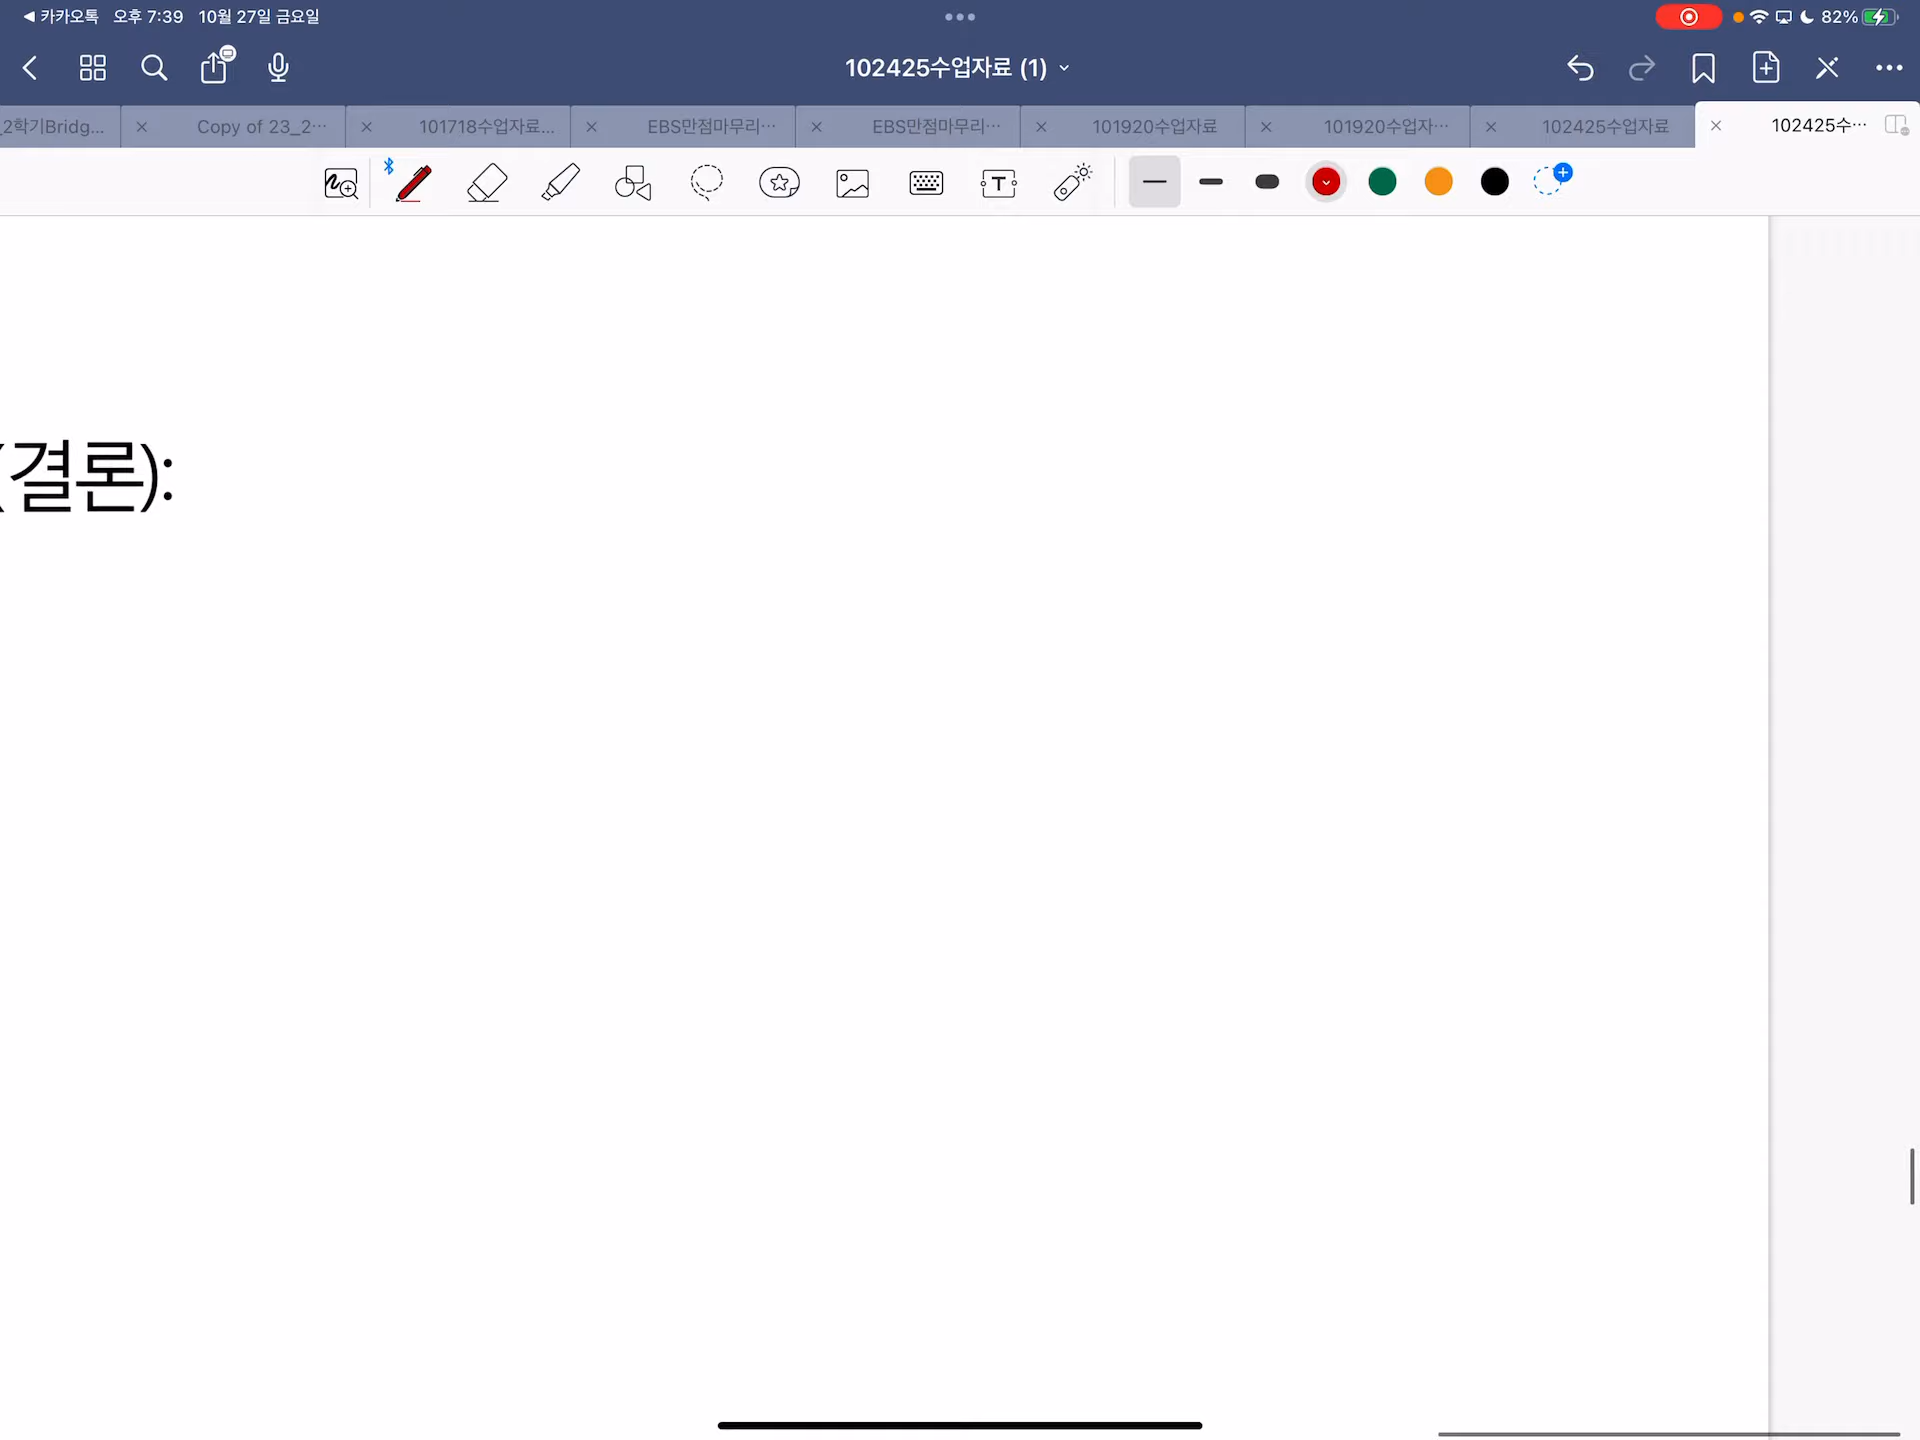 ◀ 카카오톡 오후 7:39 10월 27일 금요일
82%
102425수업자료 (1)
_2학기Bridg...
Copy of 23_2...
101718수업자료...
EBS만점마무리...
EBS만점마무리...
101920수업자료
101920수업자...
102425수업자료
102425수...
T
(결론):